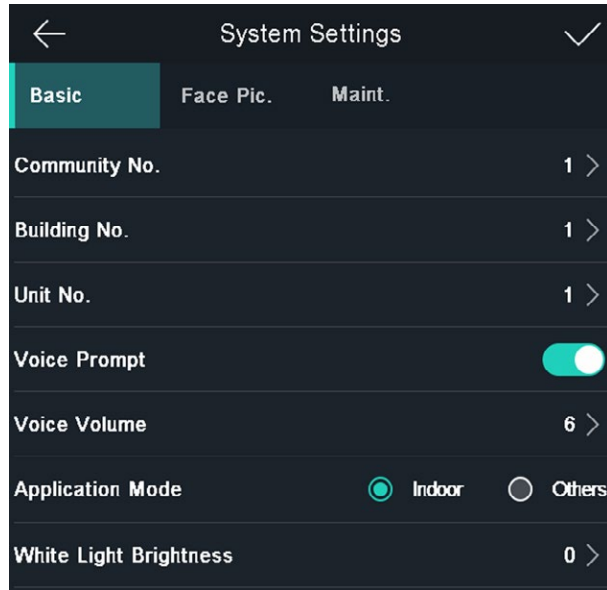 System Settings
Basic Face Pic. Maint.
Community No. 1
Building No. 1
Unit No. 1
Voice Prompt
Voice Volume 6
Application Mode Indoor Others
White Light Brightness 0